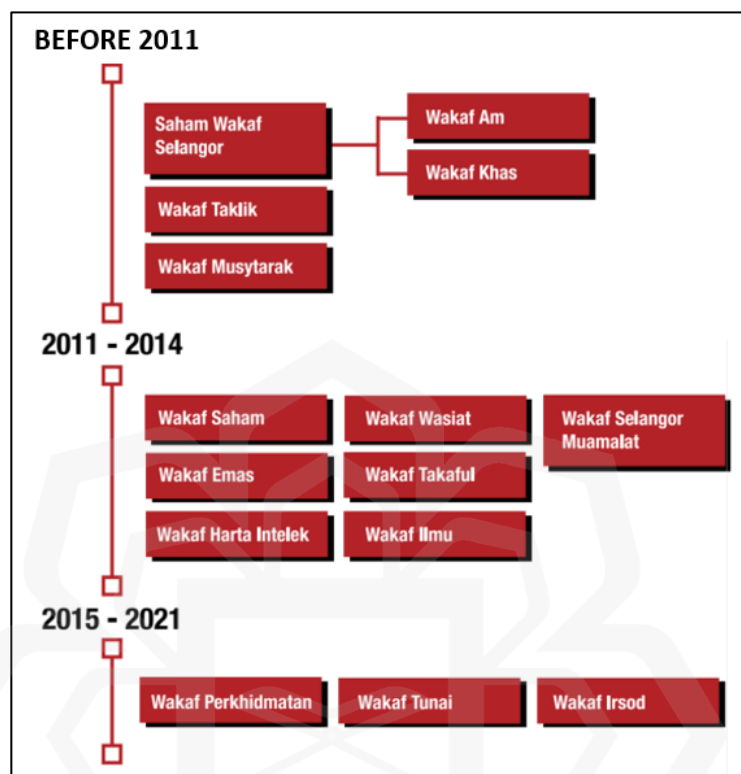 BEFORE 2011
Saham Wakaf
Selangor
Wakaf Am
Wakaf Khas
Wakaf Taklik
Wakaf Musytarak
2011 - 2014
Wakaf Saham
Wakaf Wasiat
Wakaf Selangor
Muamalat
Wakaf Emas
Wakaf Takaful
Wakaf Harta Intelek
Wakaf Ilmu
2015 - 2021
Wakaf Perkhidmatan
Wakaf Tunai
Wakaf Irsod